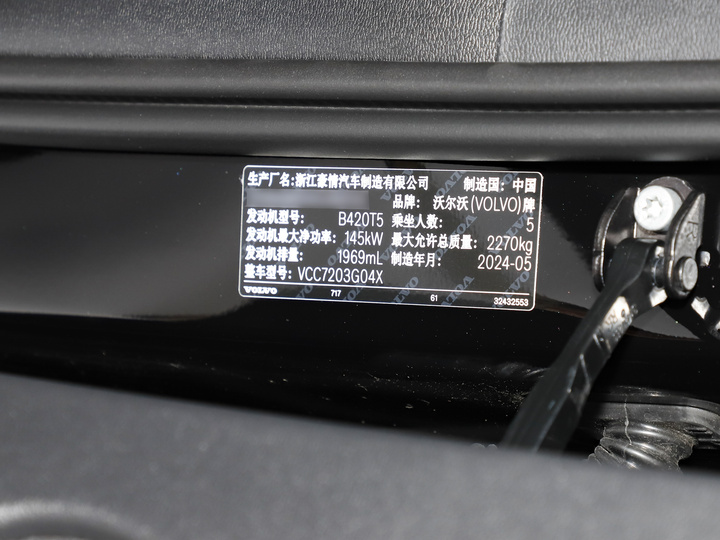 生产厂名:浙江豪情汽车制造有限公司 制造国: 中国
品牌: 沃尔沃(VOLVO)牌
发动机型号: B420T5 乘坐人数: 5
发动机最大净功率: 145kW 最大允许总质量: 2270kg
发动机排量: 1969mL 制造年月: 2024-05
整车型号: VCC7203G04X
VOLVO 717 61 32432553